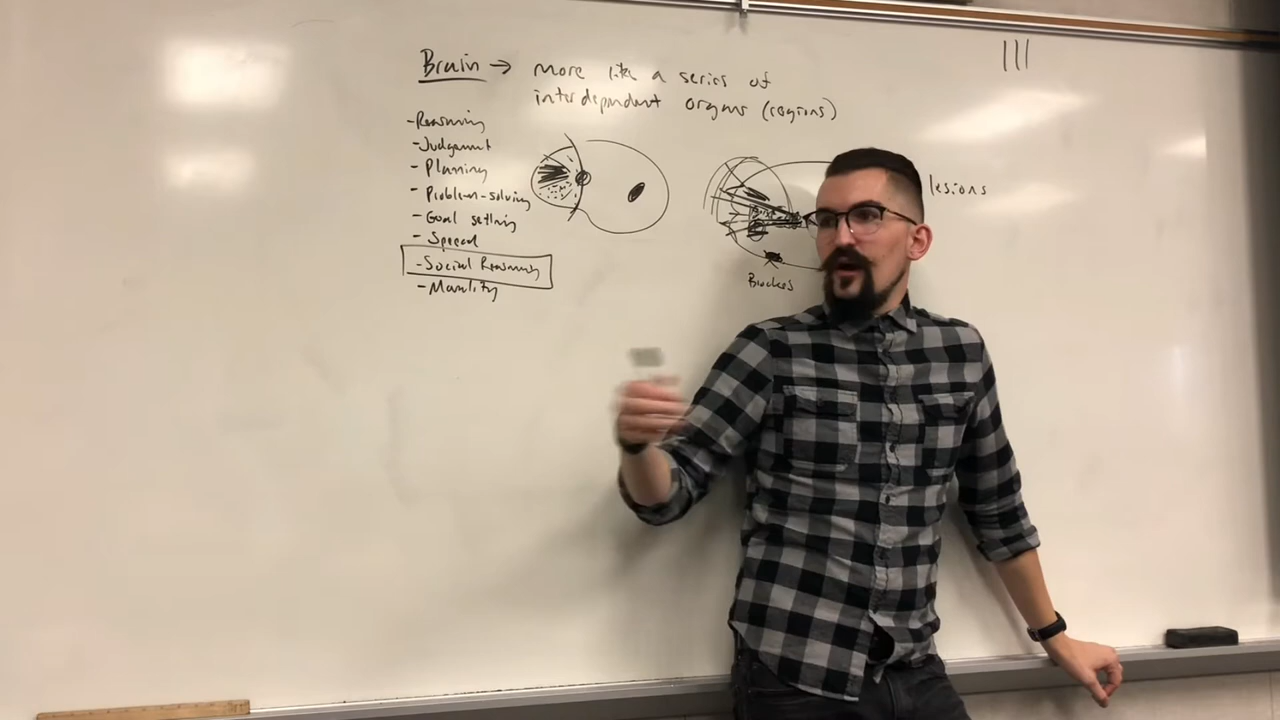 Brain → more like a series of
interdependent organs (regions)
- Reasoning
- Judgement
- Planning
- Problem-solving
- Goal setting
- Speed
- Social Reasoning
- Morality
lesions